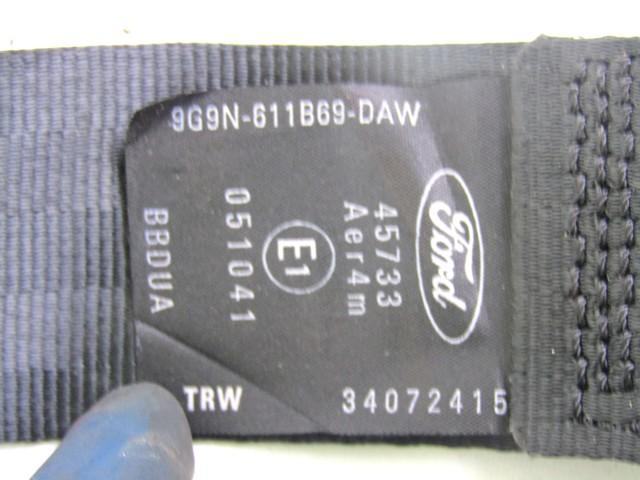 9G9N-611B69-DAW
Ford
45733
Aer4m
E1
051041
BBDUA
TRW
34072415